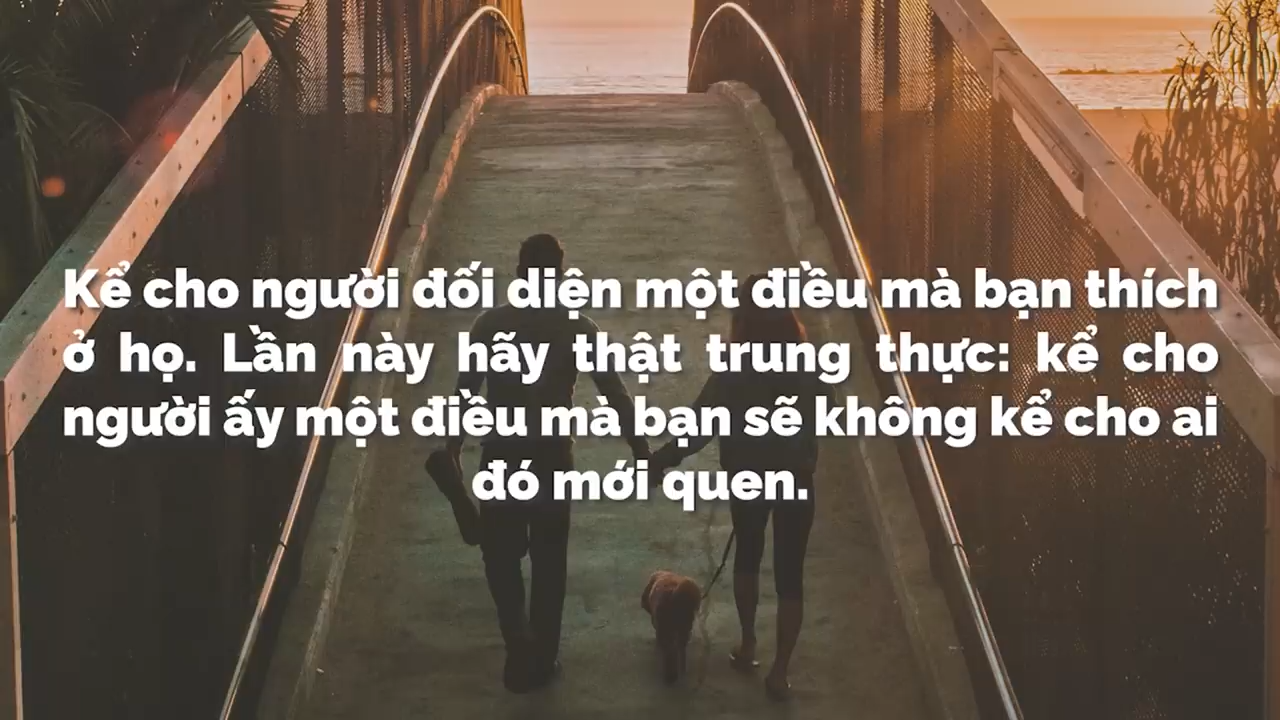 Kể cho người đối diện một điều mà bạn thích
ở họ. Lần này hãy thật trung thực: kể cho
người ấy một điều mà bạn sẽ không kể cho ai
đó mới quen.